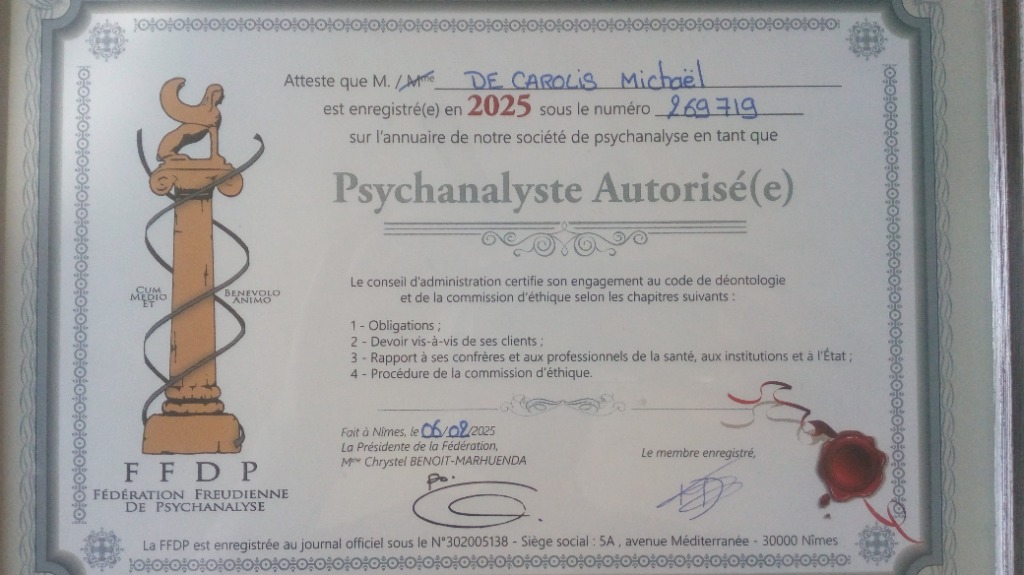 Atteste que M. /Mme DE CAROLIS Michaël
est enregistré(e) en 2025 sous le numéro 269719
sur l'annuaire de notre société de psychanalyse en tant que
Psychanalyste Autorisé(e)
CUM MEDIO ET
BENEVOLO ANIMO
Le conseil d'administration certifie son engagement au code de déontologie
et de la commission d'éthique selon les chapitres suivants :
1 - Obligations ;
2 - Devoir vis-à-vis de ses clients ;
3 - Rapport à ses confrères et aux professionnels de la santé, aux institutions et à l'État ;
4 - Procédure de la commission d'éthique.
Fait à Nîmes, le 06/02/2025
La Présidente de la Fédération,
Mme Chrystel BENOIT-MARHUENDA
po.
Le membre enregistré,
F F D P
FÉDÉRATION FREUDIENNE
DE PSYCHANALYSE
La FFDP est enregistrée au journal officiel sous le N°302005138 - Siège social : 5A , avenue Méditerranée - 30000 Nîmes